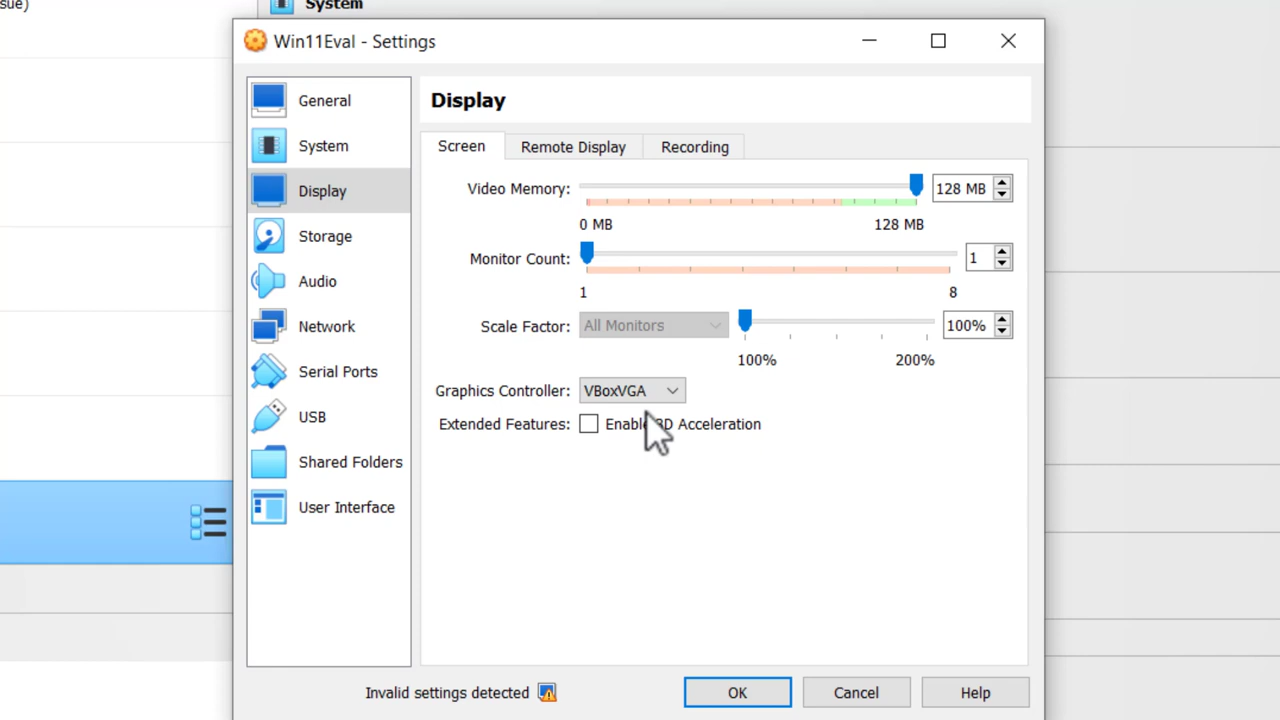 sue)
System
Win11Eval - Settings
General
System
Display
Storage
Audio
Network
Serial Ports
USB
Shared Folders
User Interface
Display
Screen Remote Display Recording
Video Memory: 128 MB
0 MB 128 MB
Monitor Count: 1
1 8
Scale Factor: All Monitors 100%
100% 200%
Graphics Controller: VBoxVGA
Extended Features: Enable 3D Acceleration
Invalid settings detected OK Cancel Help